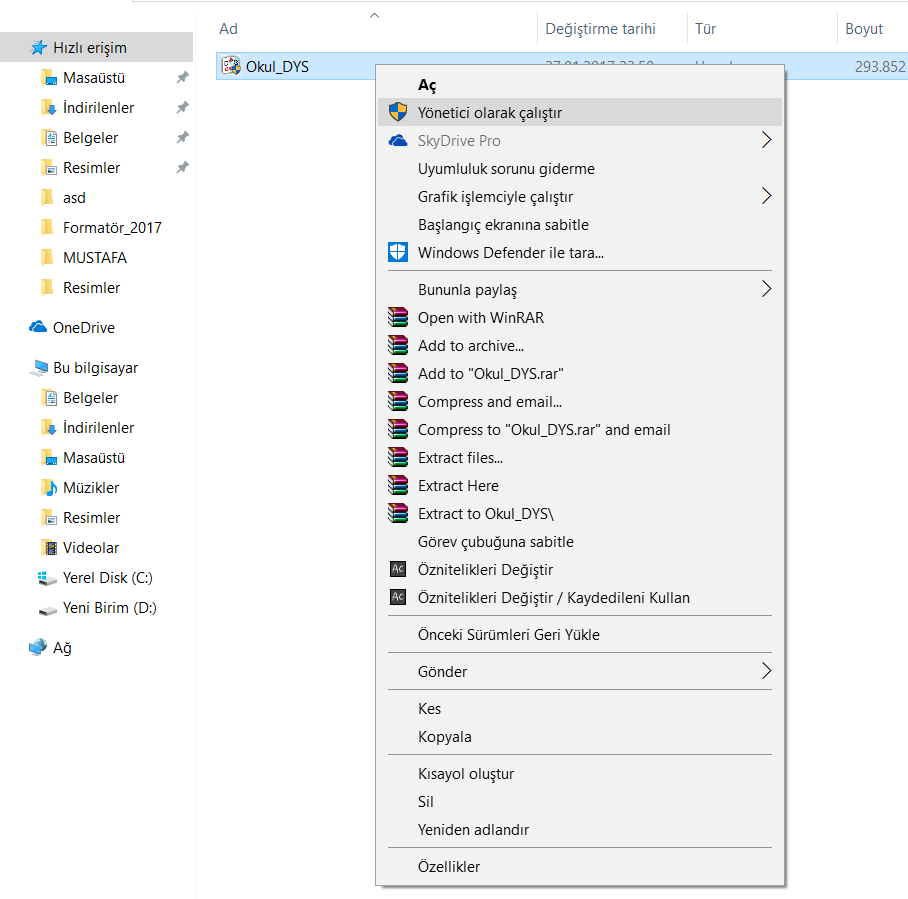 Ad
Değiştirme tarihi
Tür
Boyut
Hızlı erişim
Masaüstü
İndirilenler
Belgeler
Resimler
asd
Formatör_2017
MUSTAFA
Resimler
OneDrive
Bu bilgisayar
Belgeler
İndirilenler
Masaüstü
Müzikler
Resimler
Videolar
Yerel Disk (C:)
Yeni Birim (D:)
Ağ
Okul_DYS
293.852
Aç
Yönetici olarak çalıştır
SkyDrive Pro
Uyumluluk sorunu giderme
Grafik işlemciyle çalıştır
Başlangıç ekranına sabitle
Windows Defender ile tara...
Bununla paylaş
Open with WinRAR
Add to archive...
Add to "Okul_DYS.rar"
Compress and email...
Compress to "Okul_DYS.rar" and email
Extract files...
Extract Here
Extract to Okul_DYS\
Görev çubuğuna sabitle
Ac Öznitelikleri Değiştir
Ac Öznitelikleri Değiştir / Kaydedileni Kullan
Önceki Sürümleri Geri Yükle
Gönder
Kes
Kopyala
Kısayol oluştur
Sil
Yeniden adlandır
Özellikler